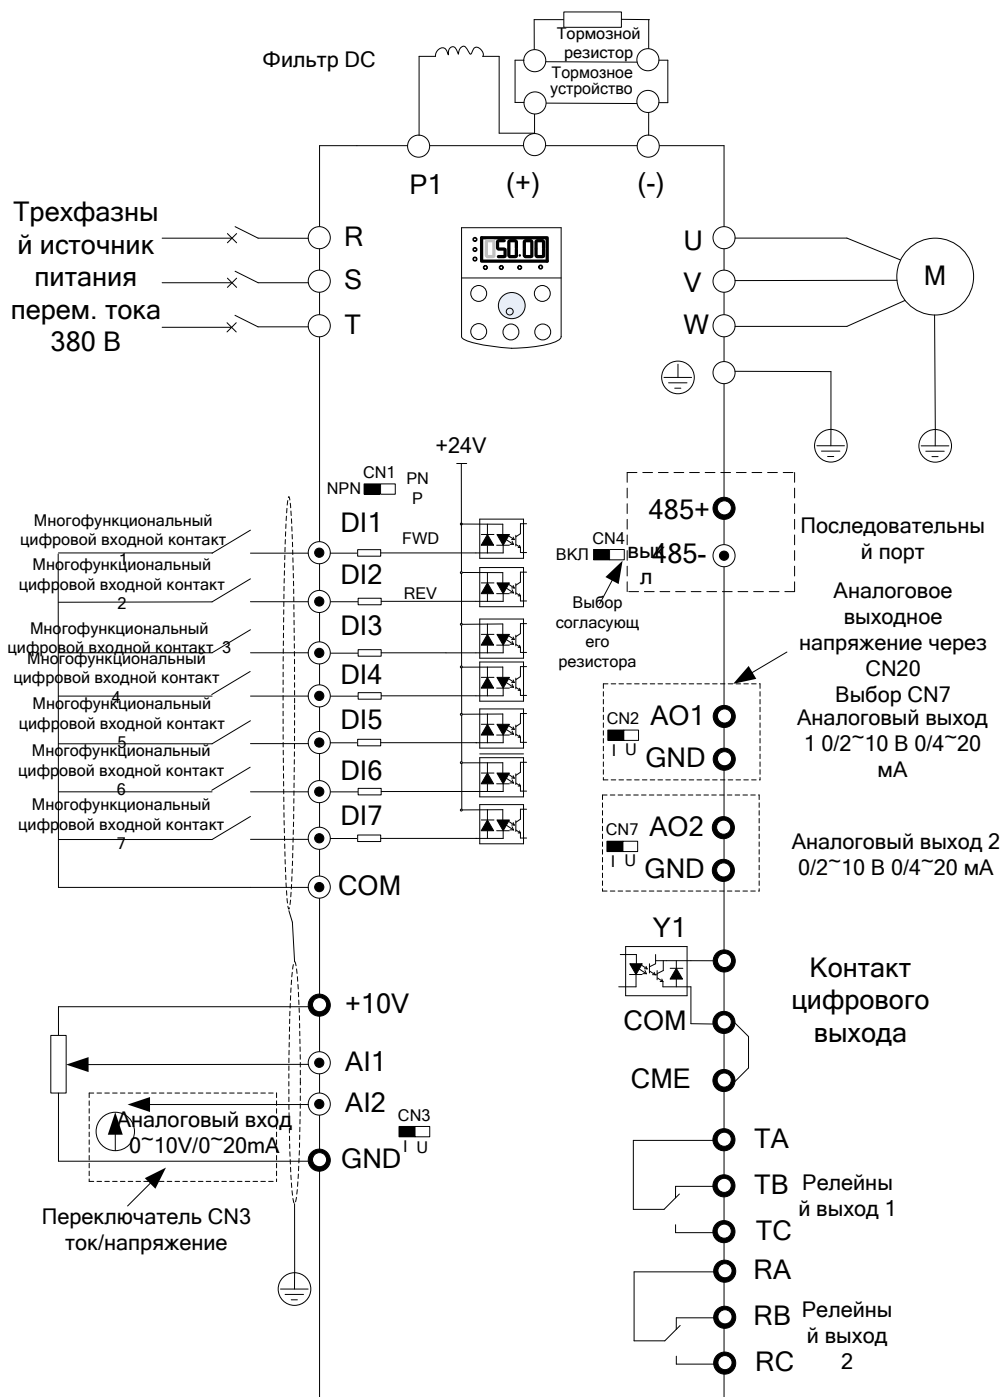 Тормозной
резистор
Фильтр DC
Тормозное
устройство
P1
(+)
(-)
Трехфазны
й источник
питания
перем. тока
380 В
R
S
T
50.00
U
V
W
M
+24V
CN1
NPN
PN
P
DI1
FWD
Многофункциональный
цифровой входной контакт
1
DI2
REV
Многофункциональный
цифровой входной контакт
2
DI3
Многофункциональный
цифровой входной контакт 3
DI4
Многофункциональный
цифровой входной контакт
4
DI5
Многофункциональный
цифровой входной контакт
5
DI6
Многофункциональный
цифровой входной контакт
6
DI7
Многофункциональный
цифровой входной контакт
7
COM
485+
CN4
ВКЛ
вык
л
485-
Последовательны
й порт
Выбор
согласующ
его
резистора
Аналоговое
выходное
напряжение через
CN20
Выбор CN7
CN2
I U
AO1
GND
Аналоговый выход
1 0/2~10 В 0/4~20
мА
CN7
I U
AO2
GND
Аналоговый выход 2
0/2~10 В 0/4~20 мА
Y1
COM
CME
Контакт
цифрового
выхода
+10V
AI1
AI2
CN3
I U
GND
Аналоговый вход
0~10V/0~20mA
Переключатель CN3
ток/напряжение
TA
TB
TC
Релейны
й выход 1
RA
RB
RC
Релейны
й выход
2